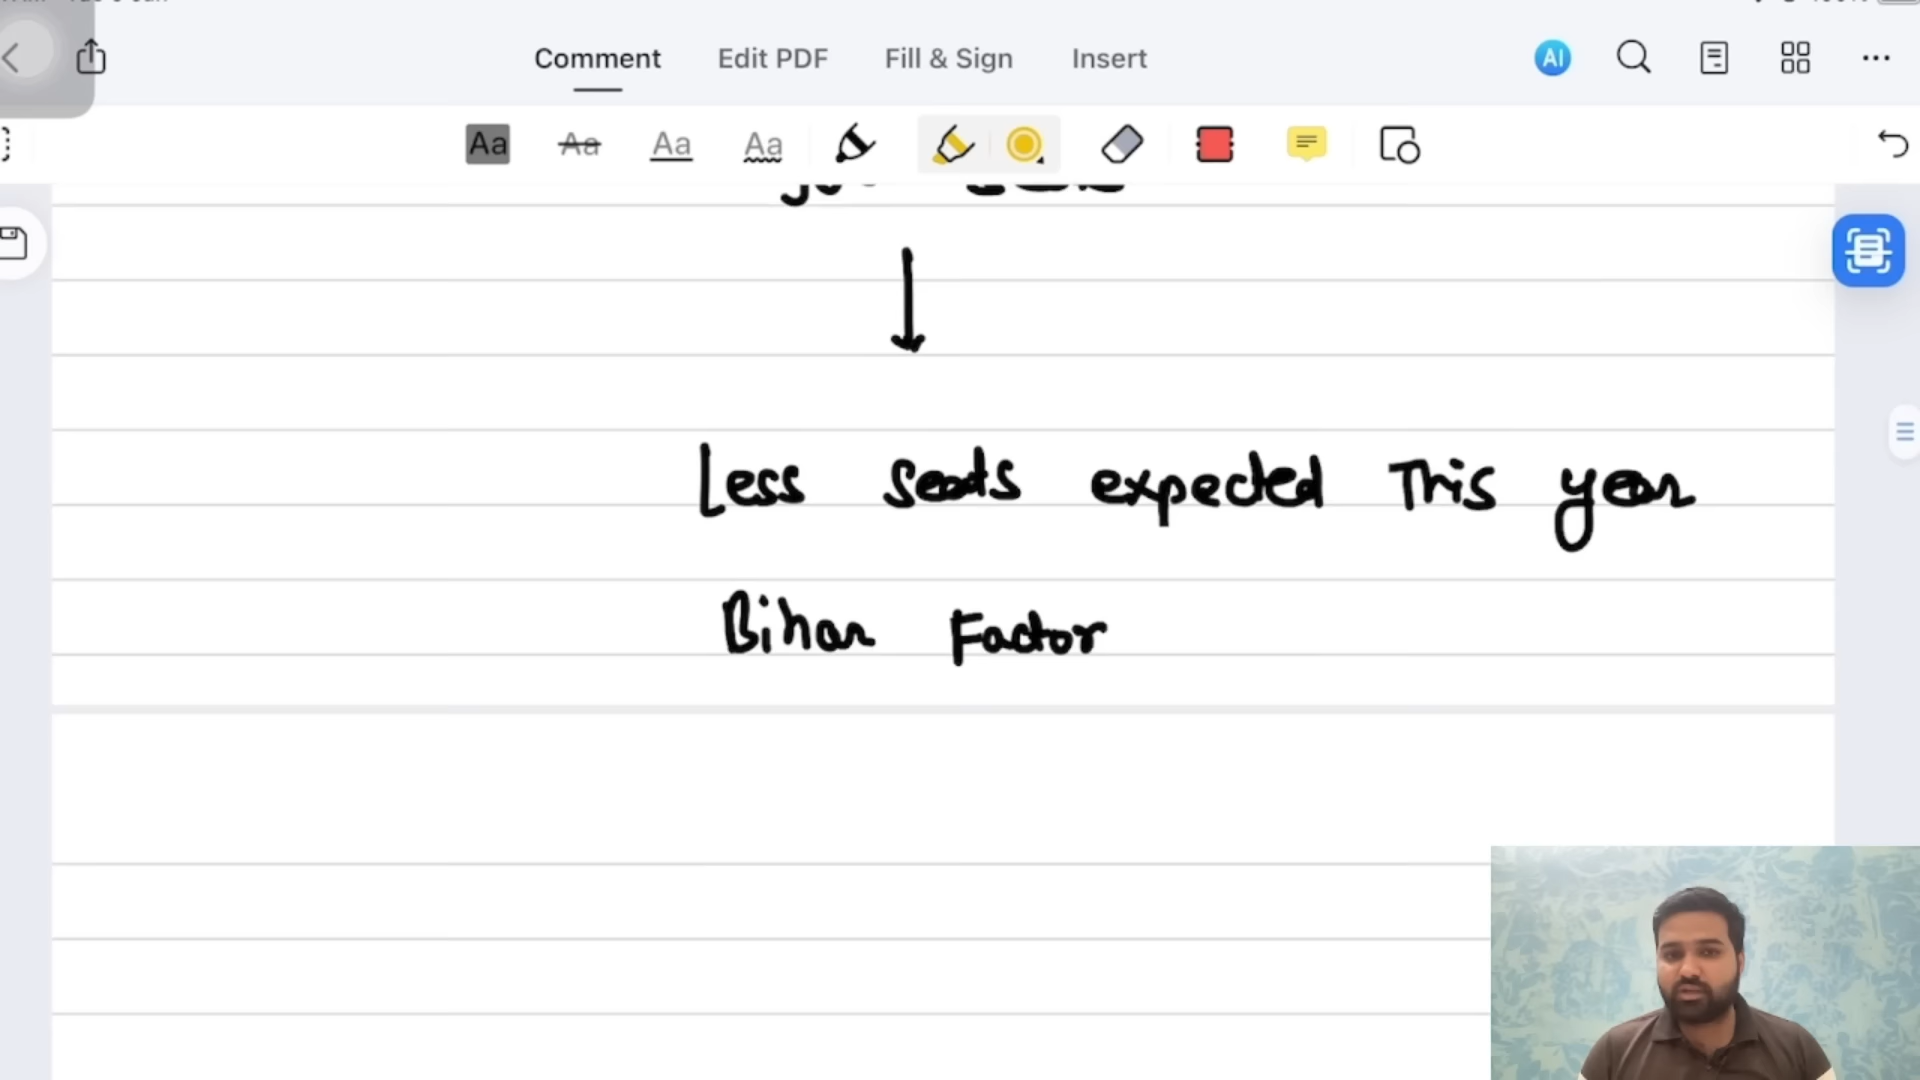 Comment Edit PDF Fill & Sign Insert AI
Aa Aa Aa Aa
Less seats expected This year
Bihar Factor